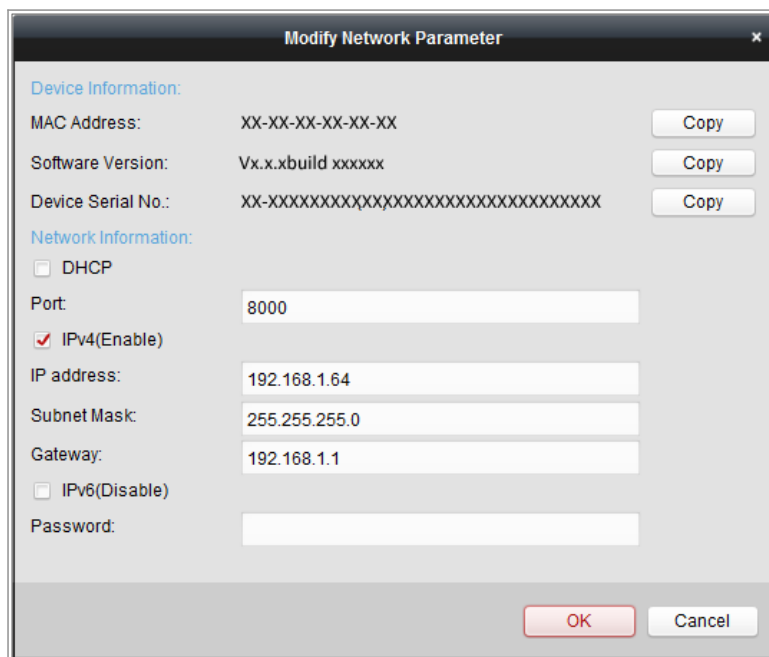 Modify Network Parameter ×
Device Information:
MAC Address: XX-XX-XX-XX-XX-XX Copy
Software Version: Vx.x.xbuild xxxxxx Copy
Device Serial No.: XX-XXXXXXXXXXXXXXXXXXXXXXXXXXXXXXXXX Copy
Network Information:
DHCP
Port: 8000
IPv4(Enable)
IP address: 192.168.1.64
Subnet Mask: 255.255.255.0
Gateway: 192.168.1.1
IPv6(Disable)
Password:
OK Cancel